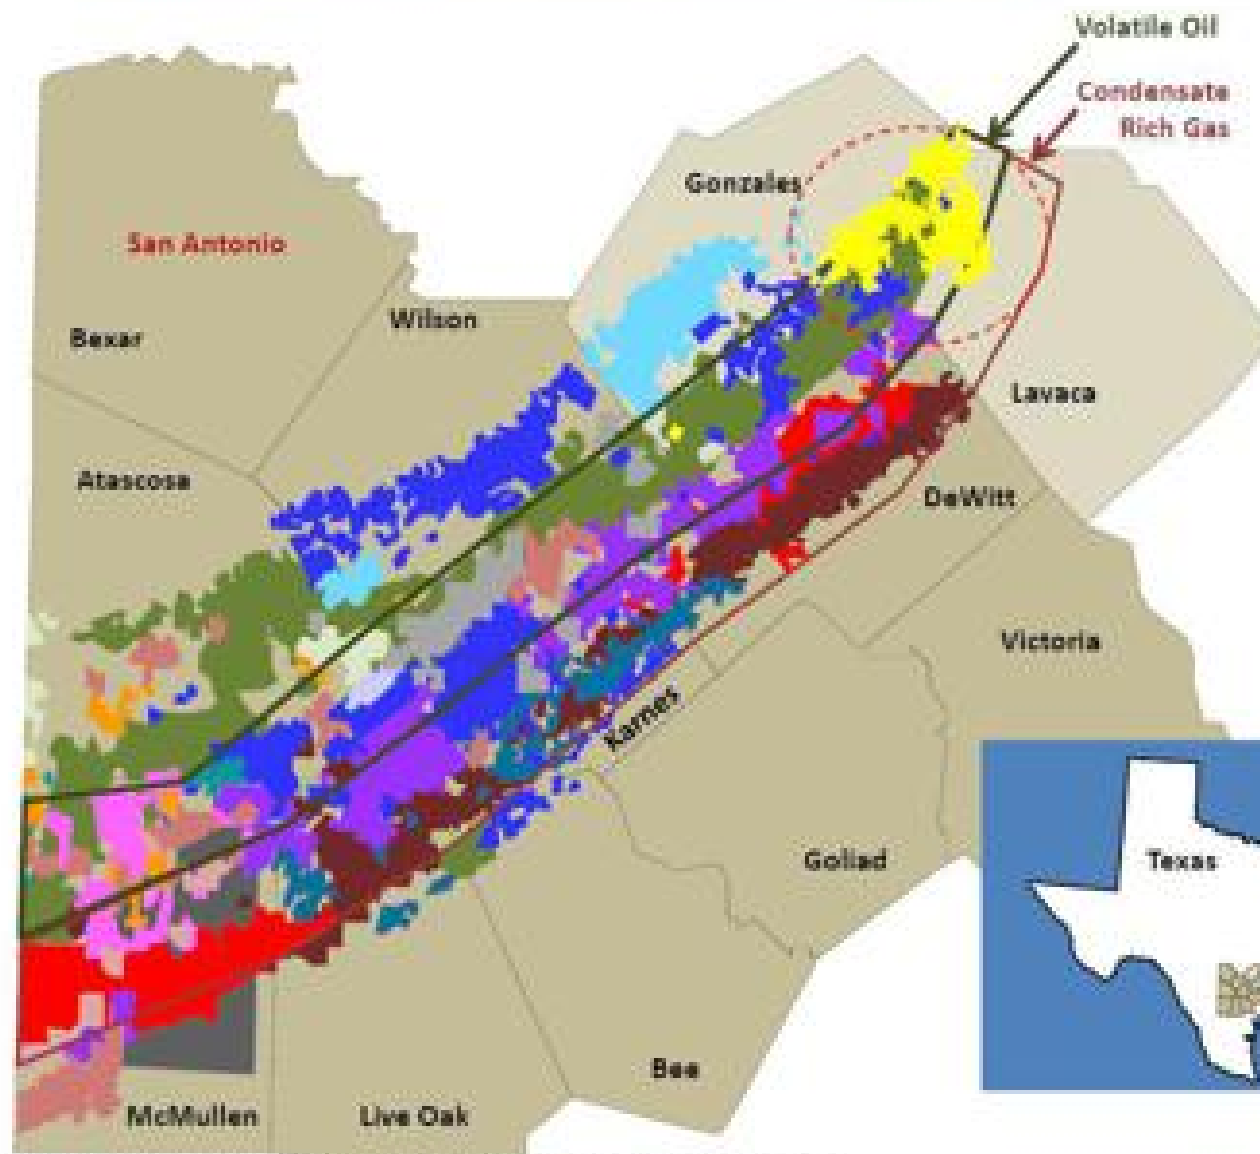 Volatile Oil
Condensate
Rich Gas
Gonzales
San Antonio
Wilson
Bexar
Lavaca
Atascosa
DeWitt
Victoria
Karnes
Goliad
Texas
Bee
McMullen
Live Oak